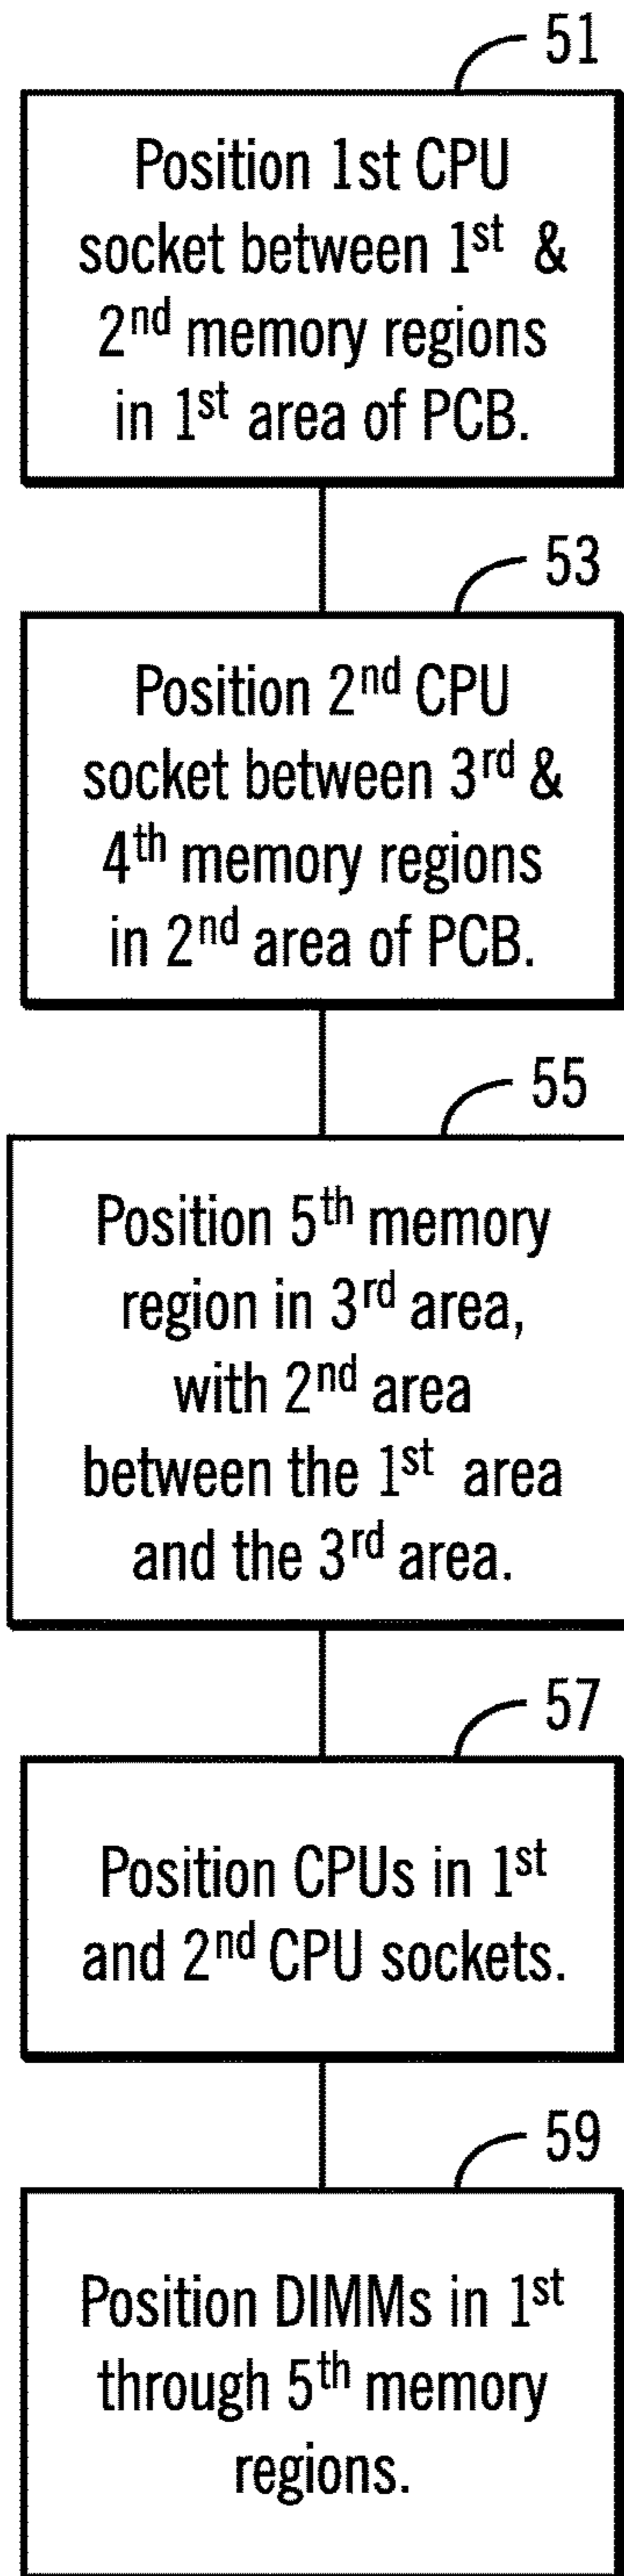 51
Position 1st CPU
socket between 1st &
2nd memory regions
in 1st area of PCB.
53
Position 2nd CPU
socket between 3rd &
4th memory regions
in 2nd area of PCB.
55
Position 5th memory
region in 3rd area,
with 2nd area
between the 1st area
and the 3rd area.
57
Position CPUs in 1st
and 2nd CPU sockets.
59
Position DIMMs in 1st
through 5th memory
regions.